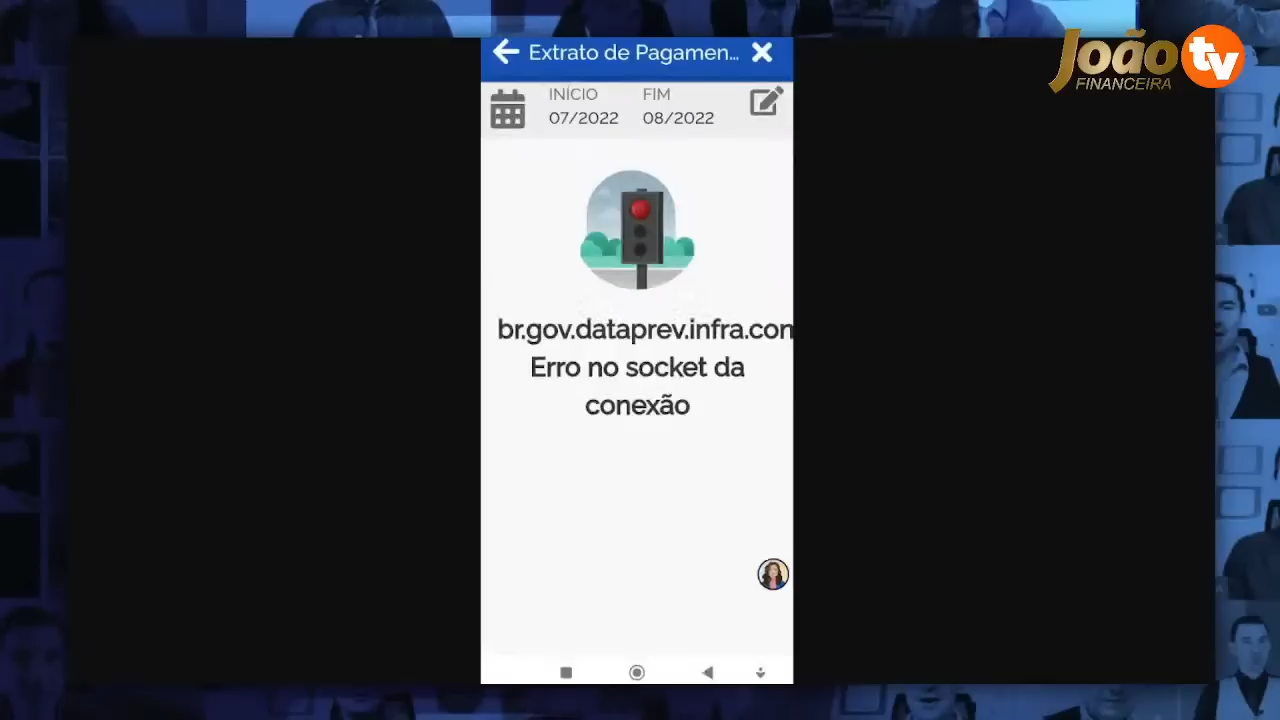 João
FINANCEIRA
tv
Extrato de Pagamen...
INÍCIO
FIM
07/2022
08/2022
br.gov.dataprev.infra.con
Erro no socket da
conexão